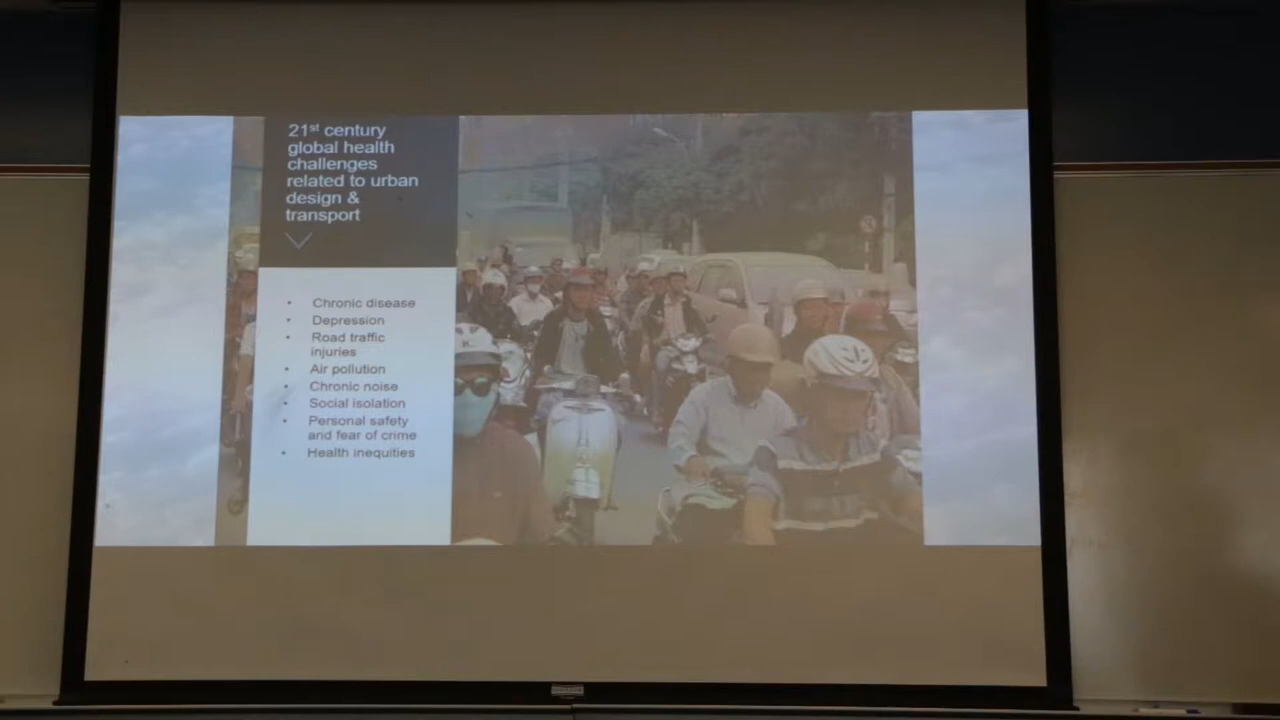 21st century
global health
challenges
related to urban
design &
transport
• Chronic disease
• Depression
• Road traffic
injuries
• Air pollution
• Chronic noise
• Social isolation
• Personal safety
and fear of crime
• Health inequities